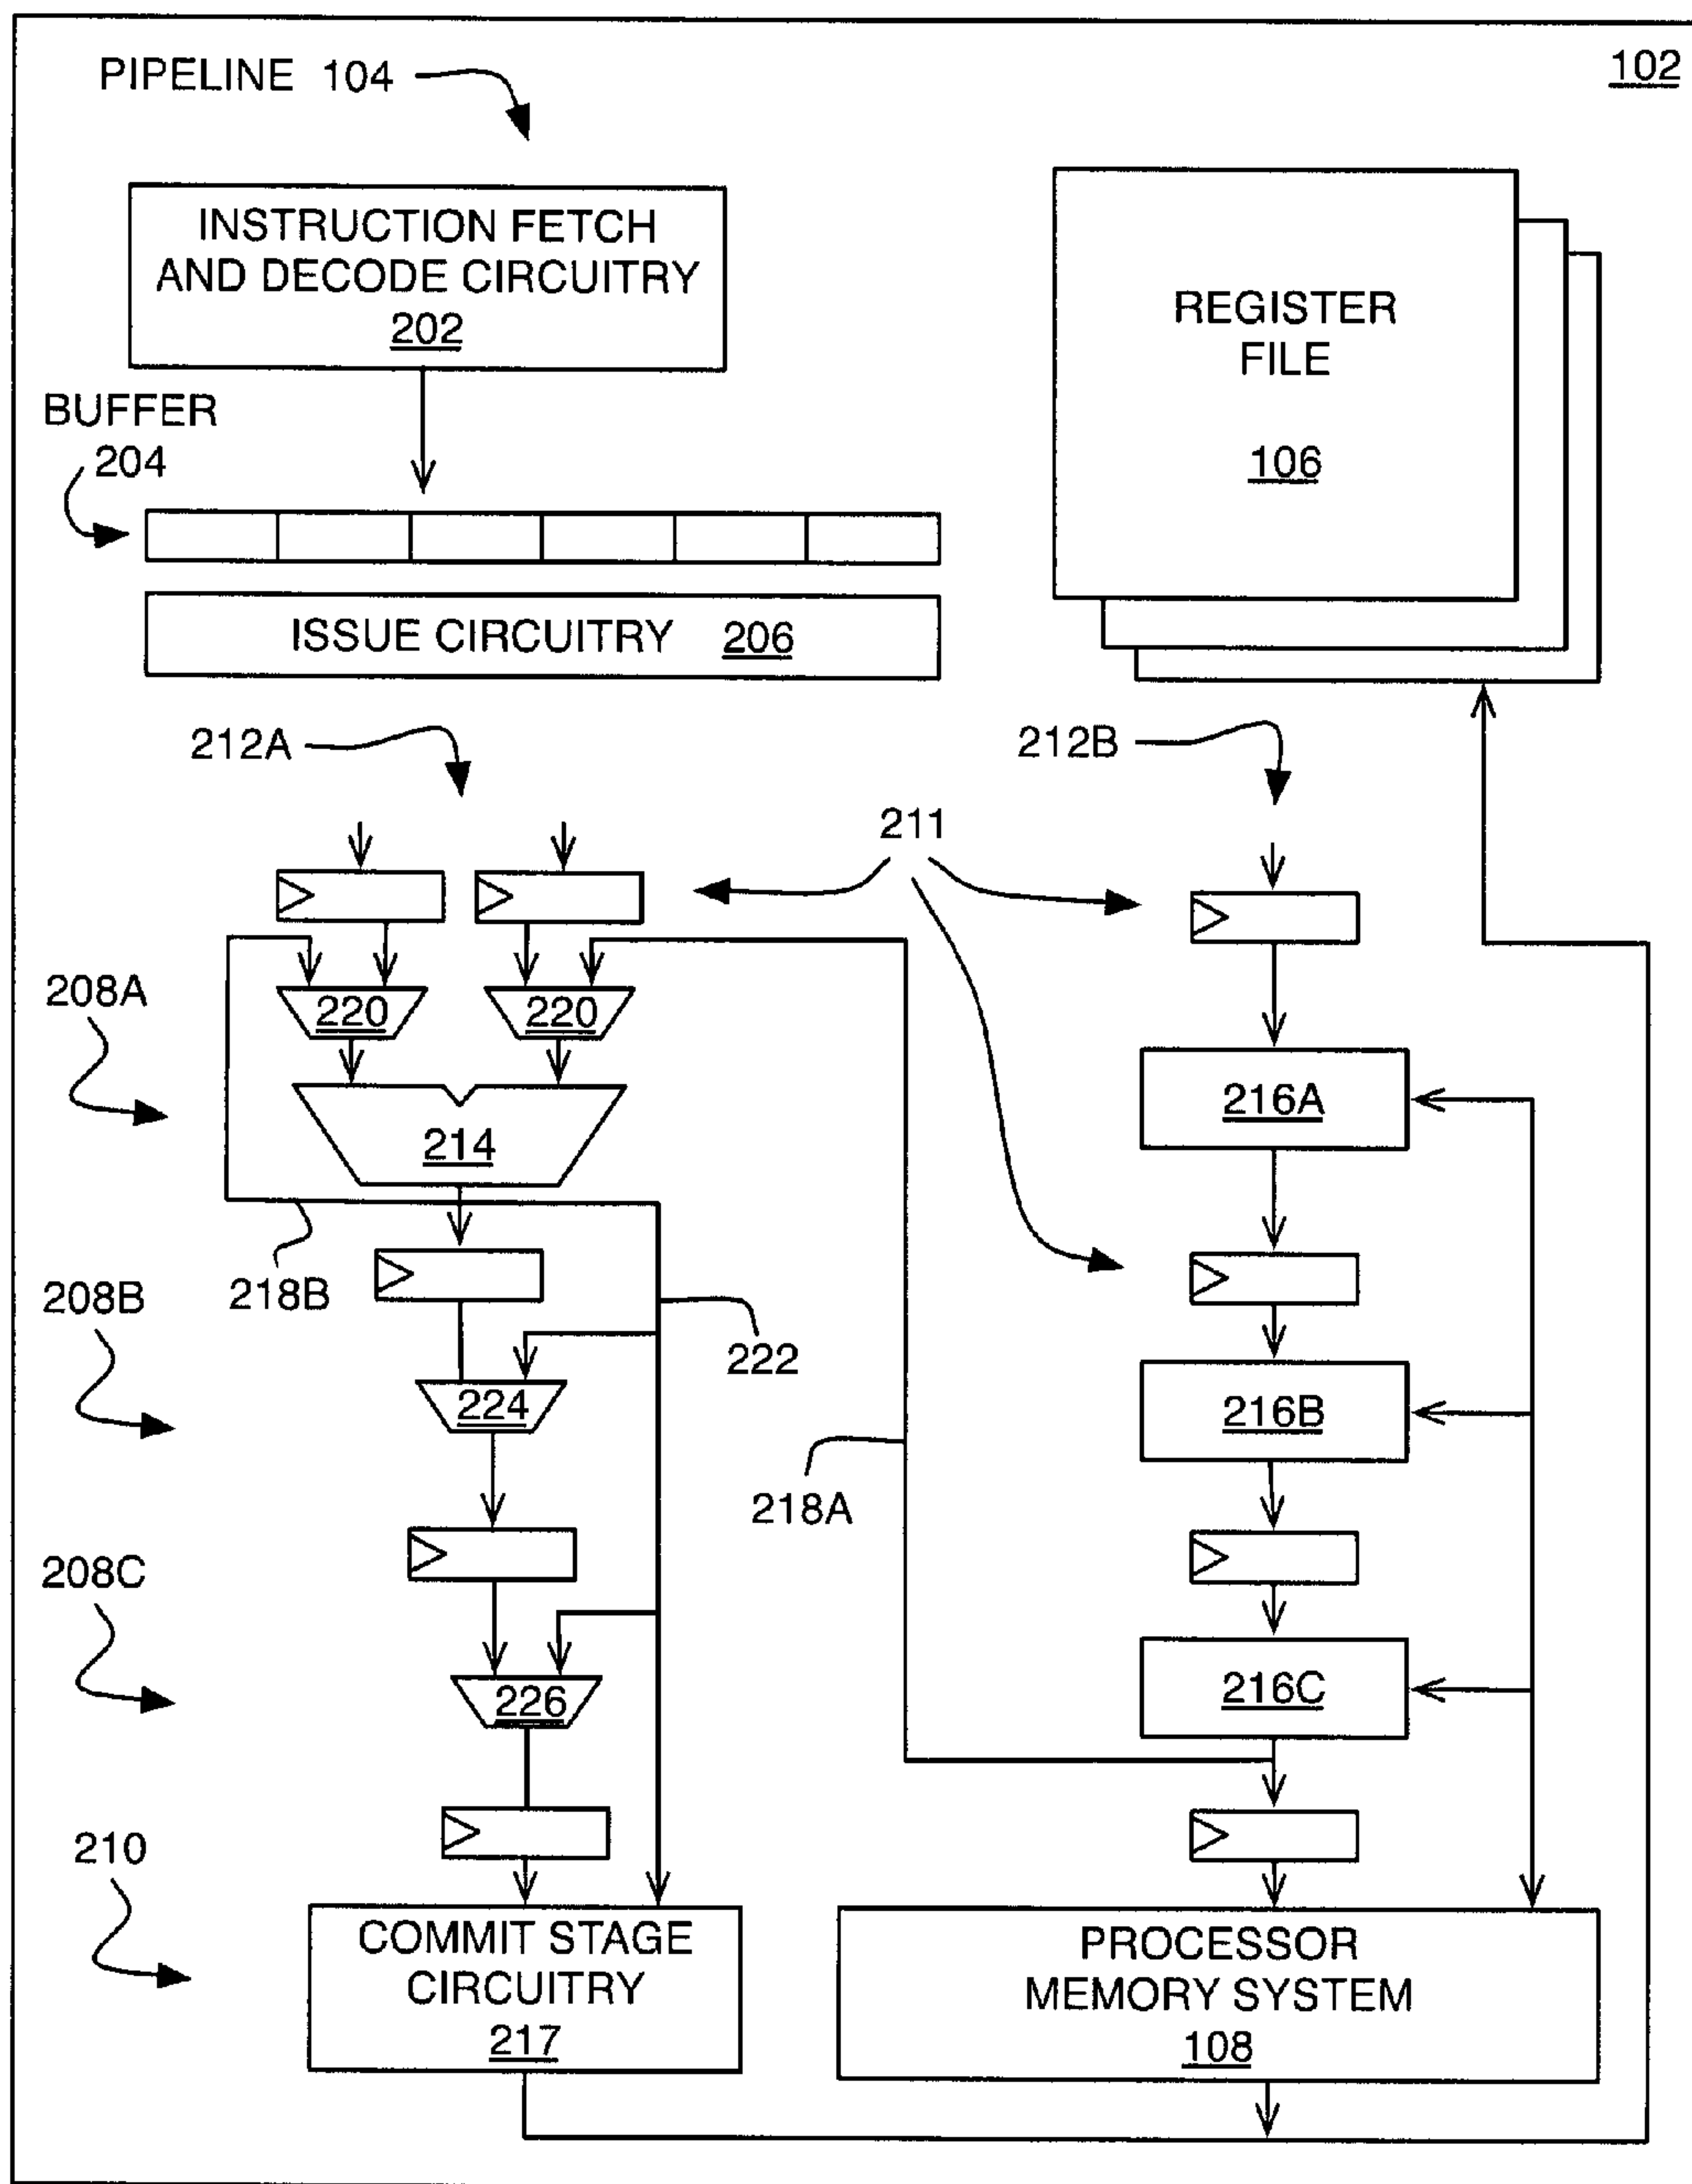 102
PIPELINE 104
INSTRUCTION FETCH
AND DECODE CIRCUITRY
202
REGISTER
FILE
106
BUFFER
204
ISSUE CIRCUITRY 206
212A
212B
211
208A
220
220
216A
214
218B
208B
222
224
216B
218A
208C
226
216C
210
COMMIT STAGE
CIRCUITRY
217
PROCESSOR
MEMORY SYSTEM
108